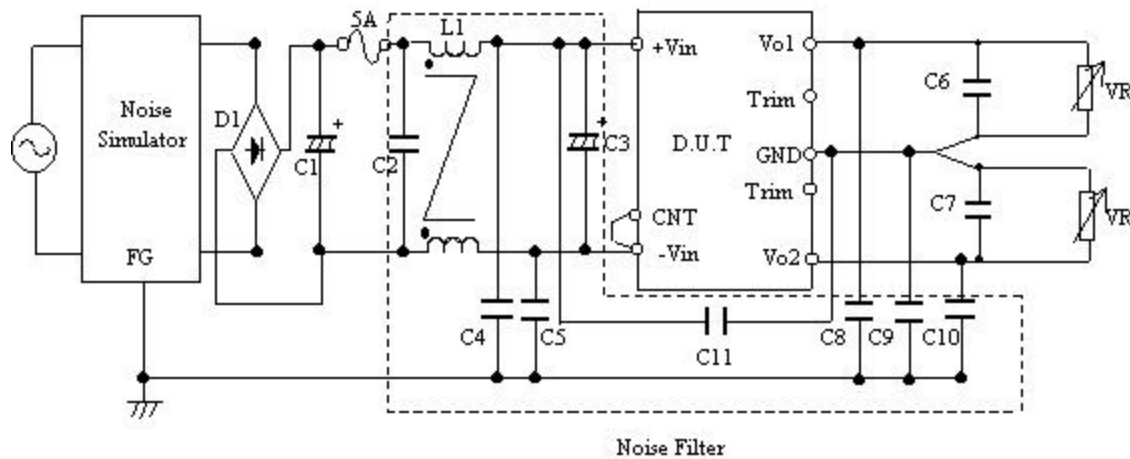 5A
L1
+Vin
Vo1
C6
VR
Noise
Simulator
D1
+
C1
C2
+
C3
Trim
D.U.T
GND
Trim
C7
VR
CNT
-Vin
Vo2
FG
C4
C5
C11
C8
C9
C10
Noise Filter